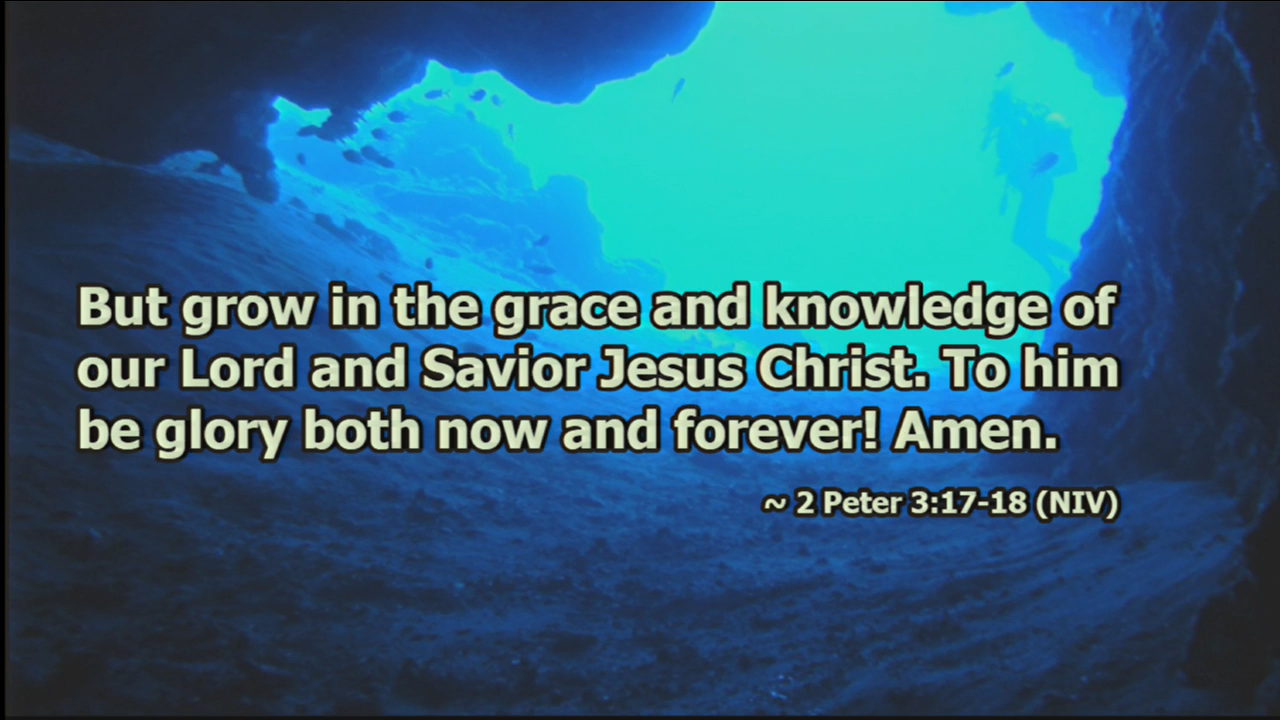 But grow in the grace and knowledge of
our Lord and Savior Jesus Christ. To him
be glory both now and forever! Amen.
~ 2 Peter 3:17-18 (NIV)